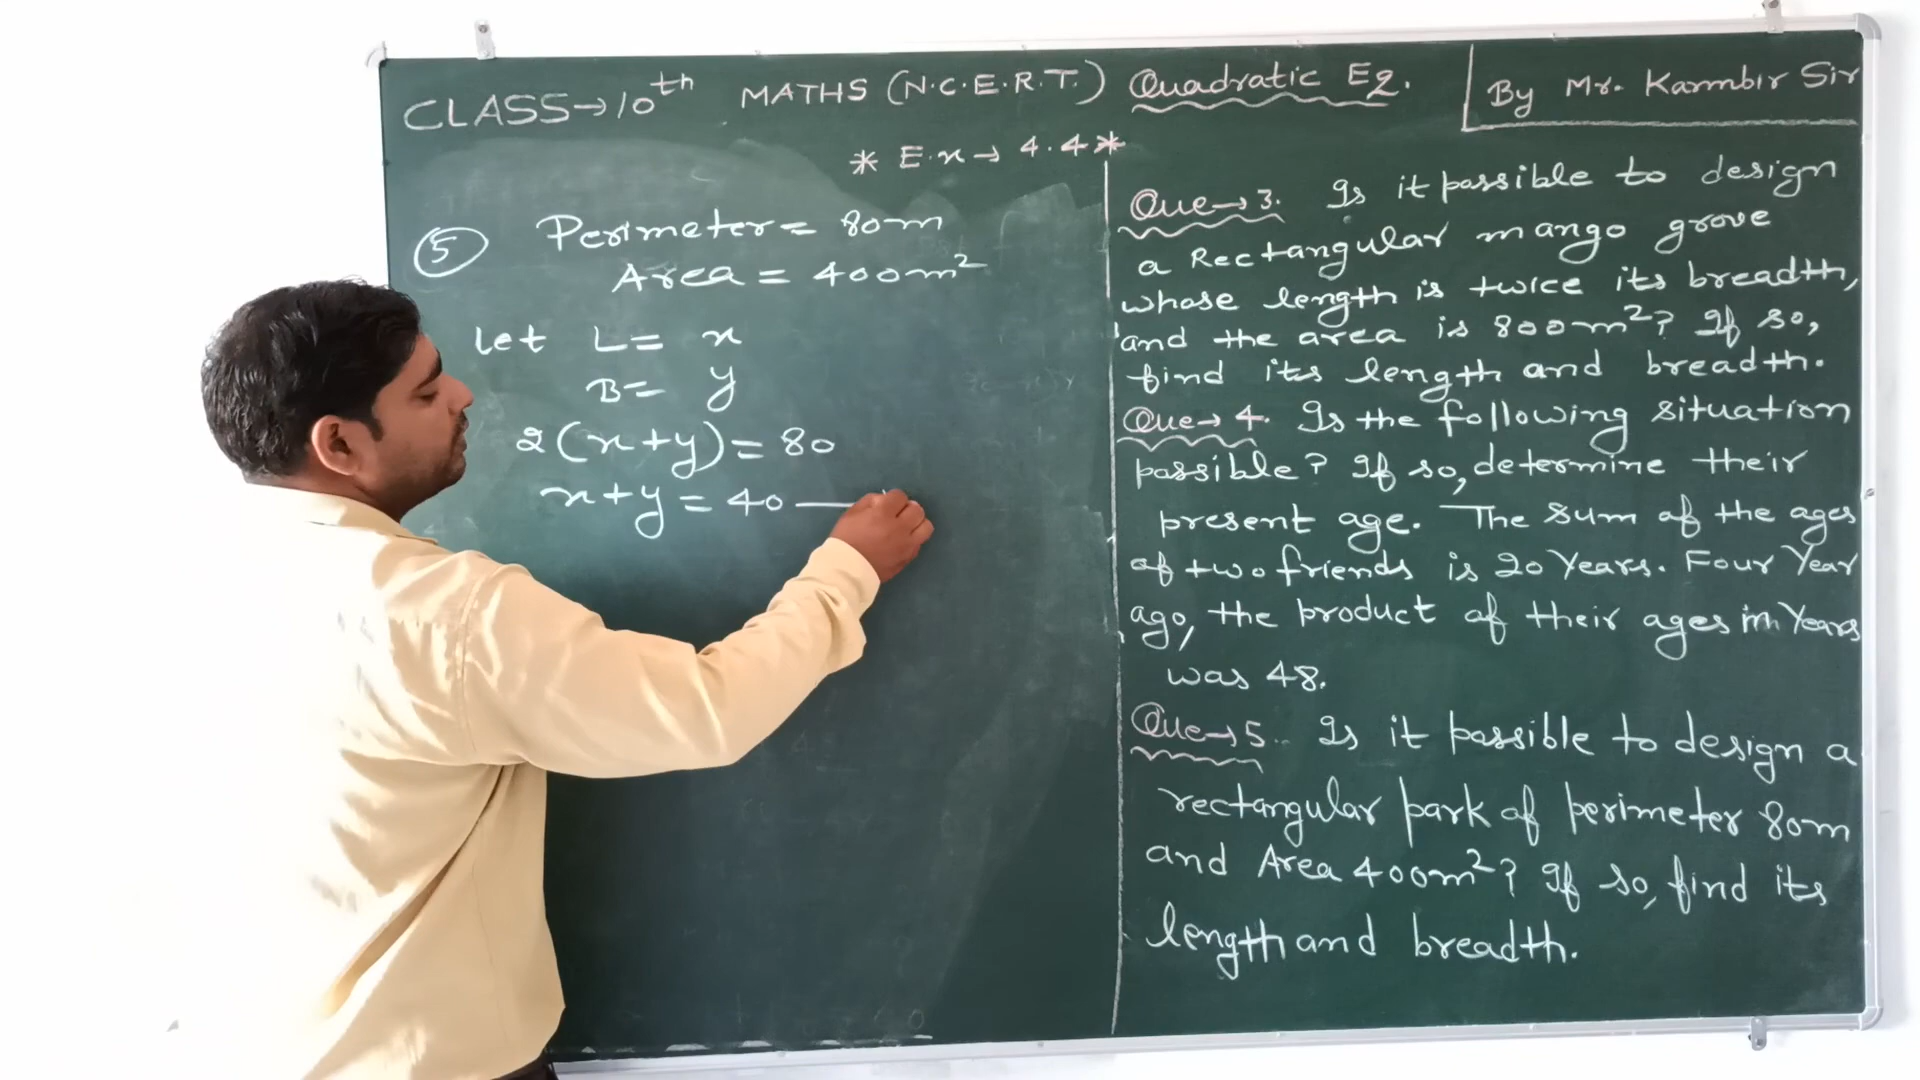 CLASS→10th MATHS (N.C.E.R.T.) Quadratic Eq. By Mr. Karmbir Sir
* E.x→ 4.4 *
5 Perimeter = 80m
Area = 400m²
Let L = x
B = y
2(x+y) = 80
x+y = 40 —
Que→3. Is it possible to design
a Rectangular mango grove
whose length is twice its breadth,
and the area is 800m²? If so,
find its length and breadth.
Que→4. Is the following situation
possible? If so, determine their
present age. The sum of the ages
of two friends is 20 Years. Four Year
ago, the product of their ages in Years
was 48.
Que→5. Is it possible to design a
rectangular park of perimeter 80m
and Area 400m²? If so, find its
length and breadth.